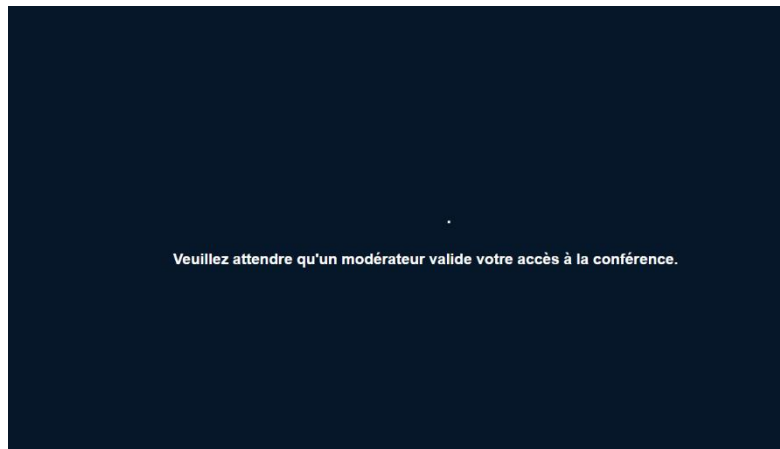 Veuillez attendre qu'un modérateur valide votre accès à la conférence.